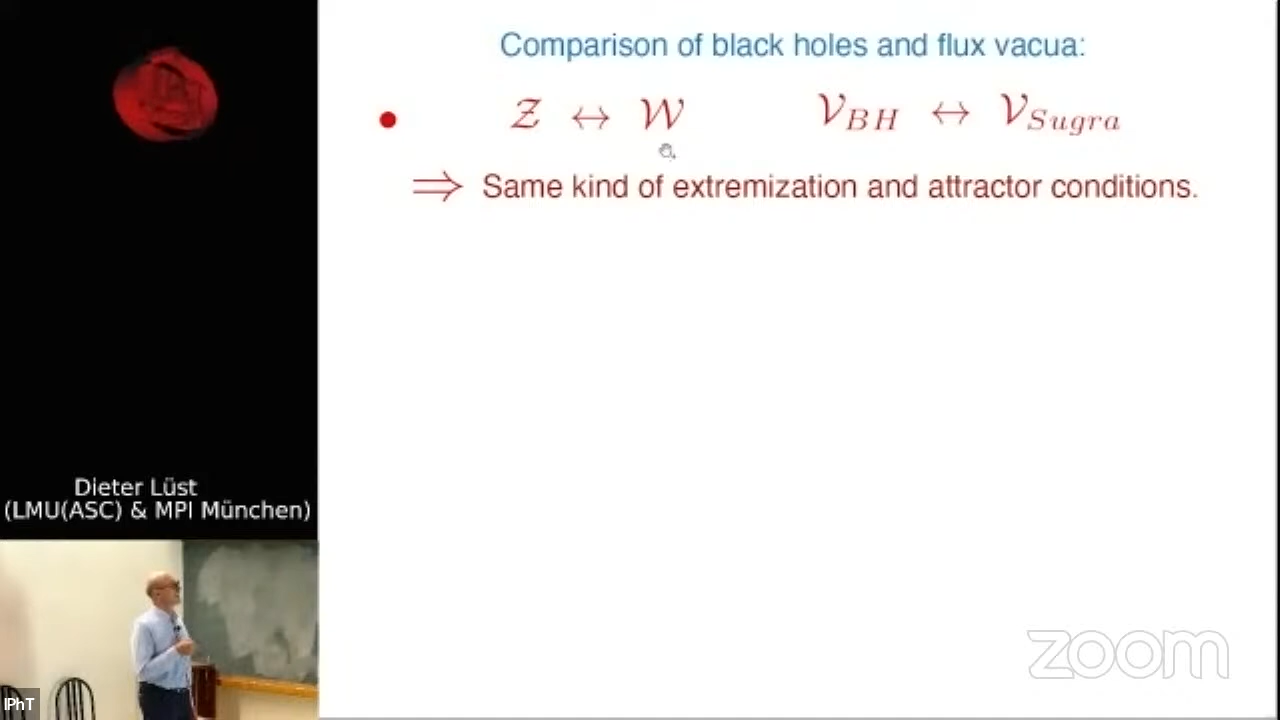 Comparison of black holes and flux vacua:
• 𝒵 ↔ 𝒲 𝒱_BH ↔ 𝒱_Sugra
⇒ Same kind of extremization and attractor conditions.
Dieter Lüst
(LMU(ASC) & MPI München)
IPhT
zoom